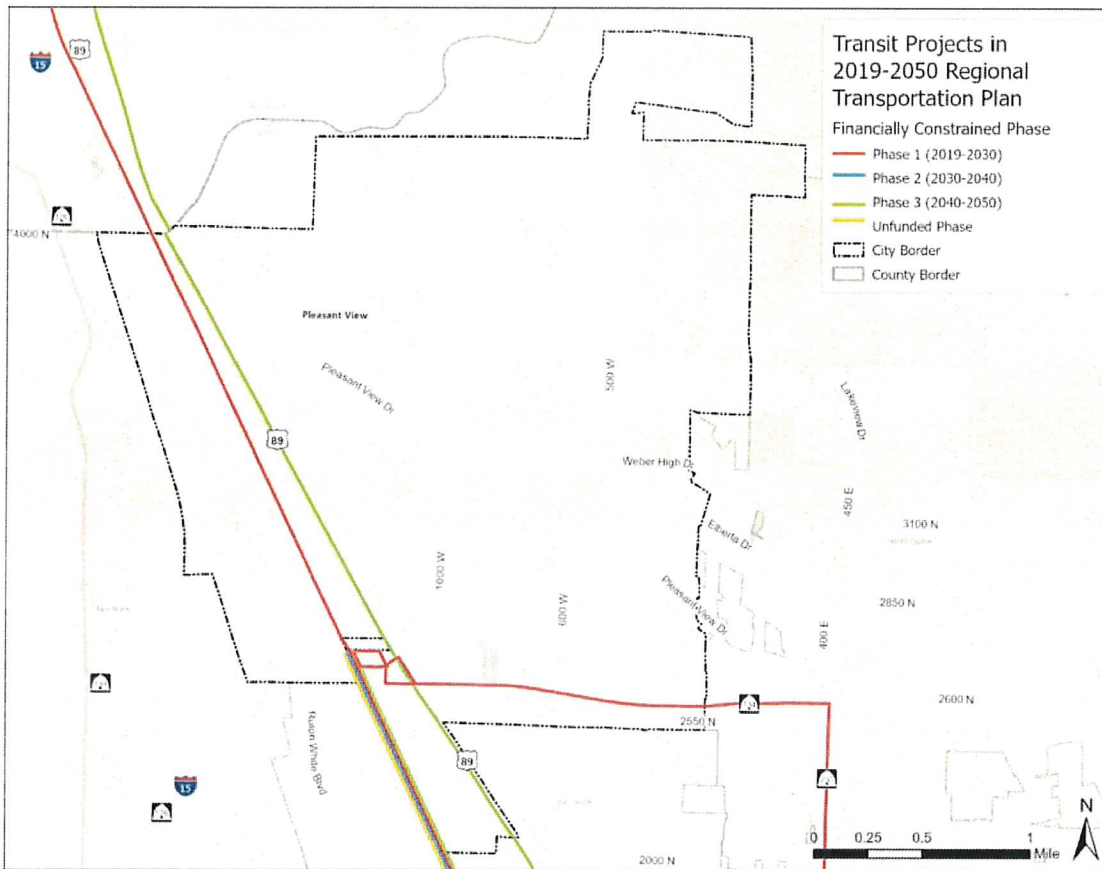 Transit Projects in
2019-2050 Regional
Transportation Plan
Financially Constrained Phase
Phase 1 (2019-2030)
Phase 2 (2030-2040)
Phase 3 (2040-2050)
Unfunded Phase
City Border
County Border
89
15
4000 N
Pleasant View
Pleasant View Dr
500 W
Lakeview Dr
89
Weber High Dr
450 E
3100 N
Elberta Dr
1000 W
600 W
Pleasant View Dr
2850 N
400 E
2600 N
2550 N
Rulon White Blvd
89
15
2000 N
N
0 0.25 0.5 1
Mile